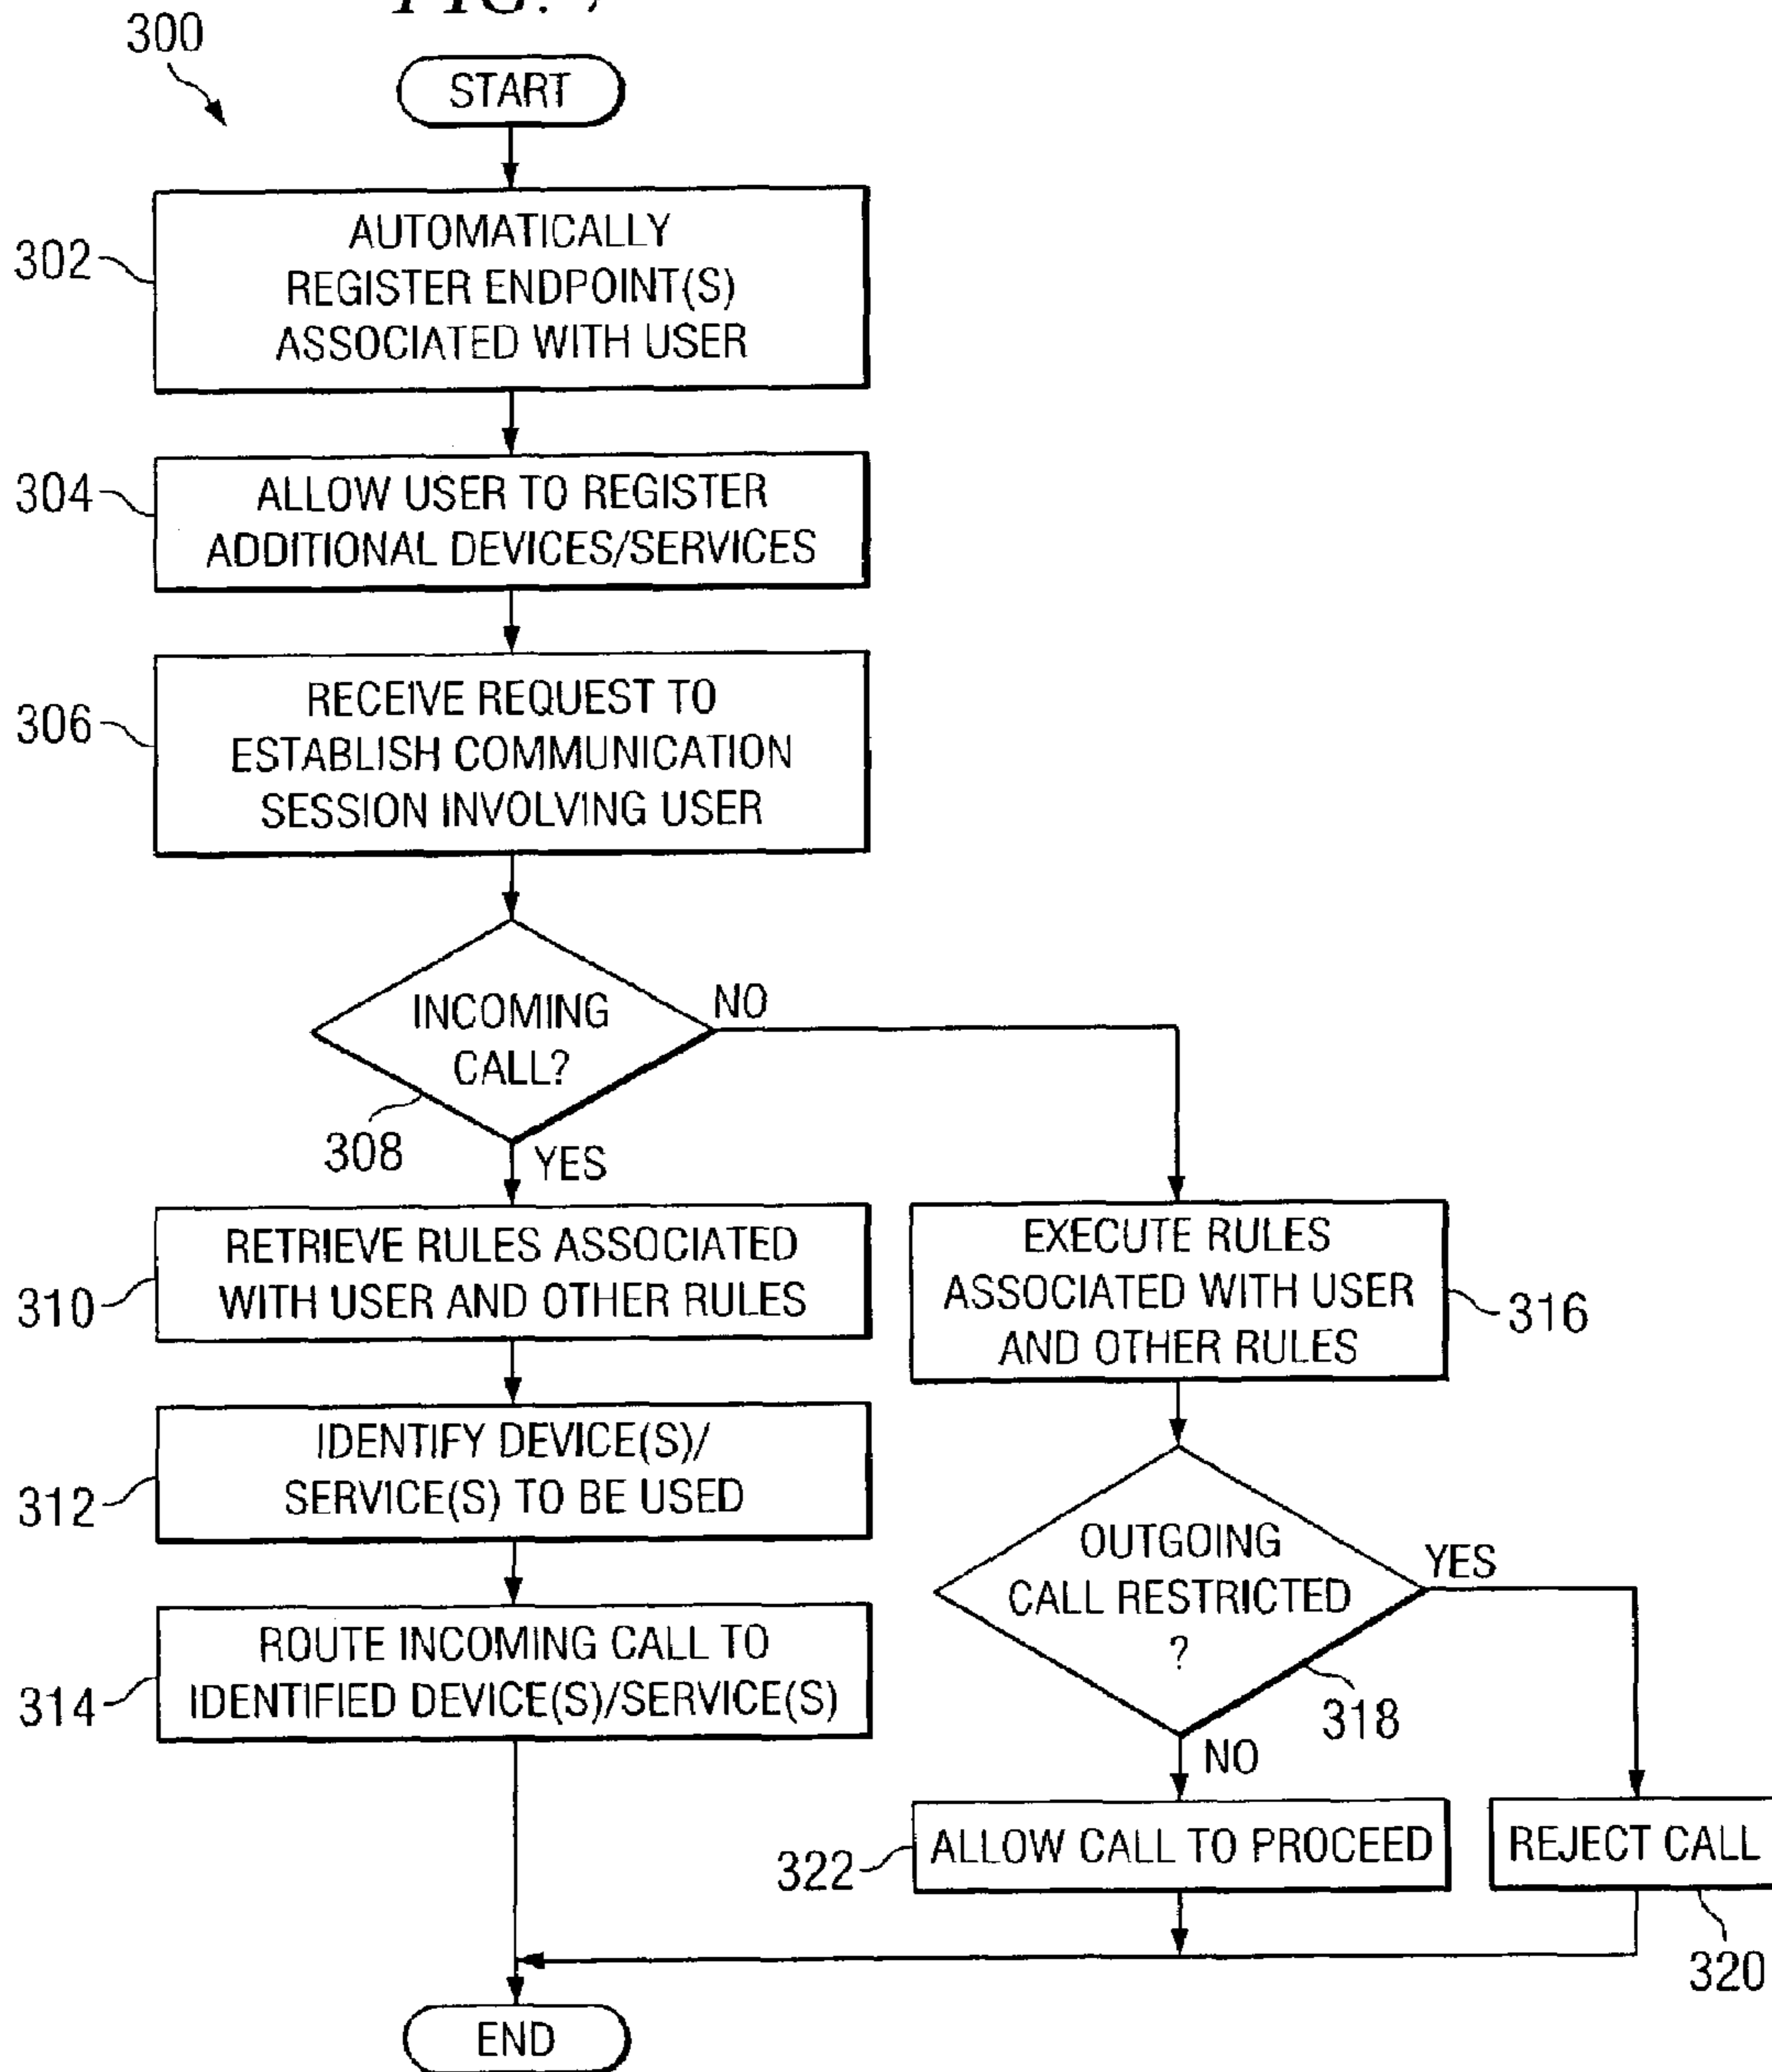 FIG.
300
START
302
AUTOMATICALLY
REGISTER ENDPOINT(S)
ASSOCIATED WITH USER
304
ALLOW USER TO REGISTER
ADDITIONAL DEVICES/SERVICES
306
RECEIVE REQUEST TO
ESTABLISH COMMUNICATION
SESSION INVOLVING USER
INCOMING
CALL?
NO
308
YES
310
RETRIEVE RULES ASSOCIATED
WITH USER AND OTHER RULES
EXECUTE RULES
ASSOCIATED WITH USER
AND OTHER RULES
316
312
IDENTIFY DEVICE(S)/
SERVICE(S) TO BE USED
OUTGOING
CALL RESTRICTED
?
YES
318
NO
314
ROUTE INCOMING CALL TO
IDENTIFIED DEVICE(S)/SERVICE(S)
322
ALLOW CALL TO PROCEED
REJECT CALL
320
END